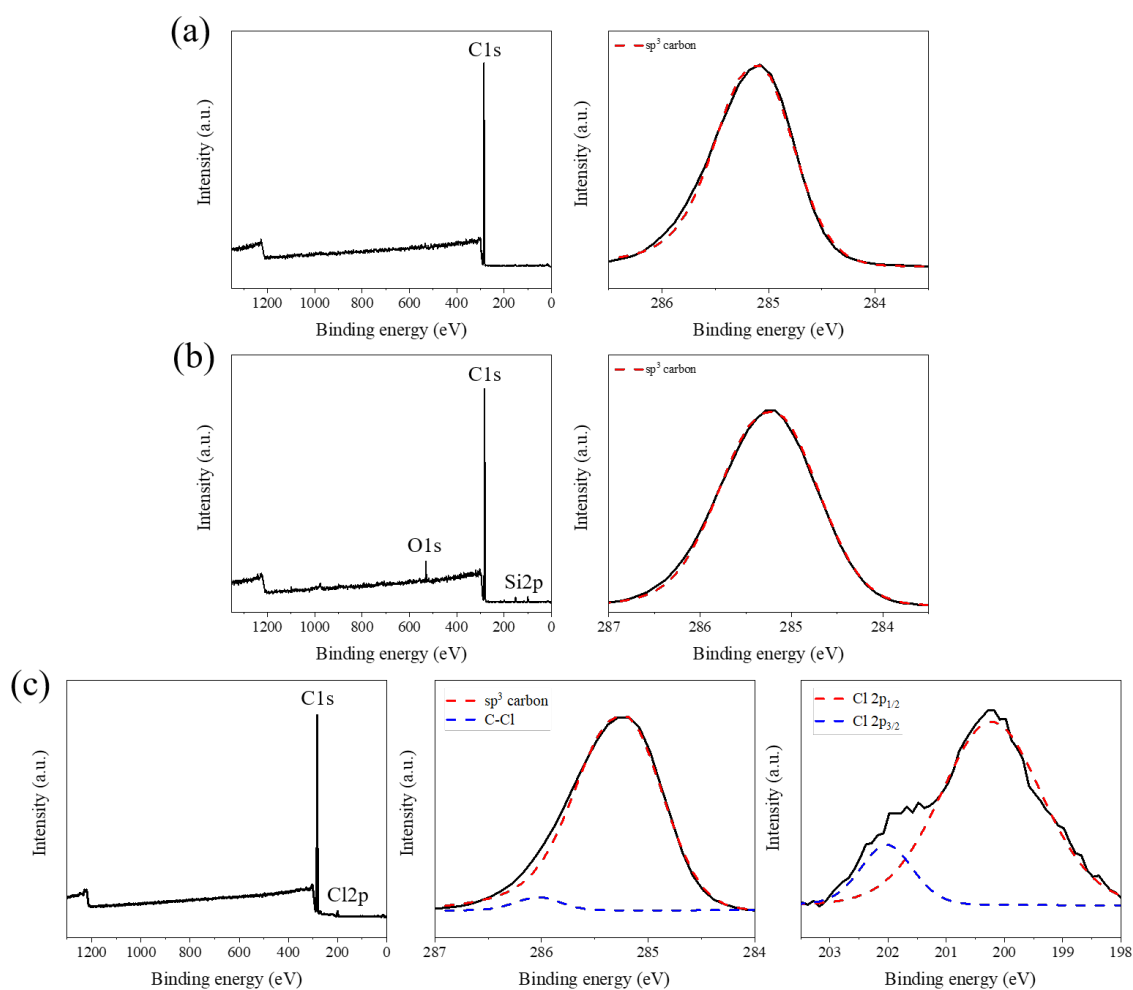 (a)
C1s
Intensity (a.u.)
1200 1000 800 600 400 200 0
Binding energy (eV)
sp³ carbon
Intensity (a.u.)
286 285 284
Binding energy (eV)
(b)
C1s
O1s
Si2p
Intensity (a.u.)
1200 1000 800 600 400 200 0
Binding energy (eV)
sp³ carbon
Intensity (a.u.)
287 286 285 284
Binding energy (eV)
(c)
C1s
Cl2p
Intensity (a.u.)
1200 1000 800 600 400 200 0
Binding energy (eV)
sp³ carbon
C-Cl
Intensity (a.u.)
287 286 285 284
Binding energy (eV)
Cl 2p₁/₂
Cl 2p₃/₂
Intensity (a.u.)
203 202 201 200 199 198
Binding energy (eV)